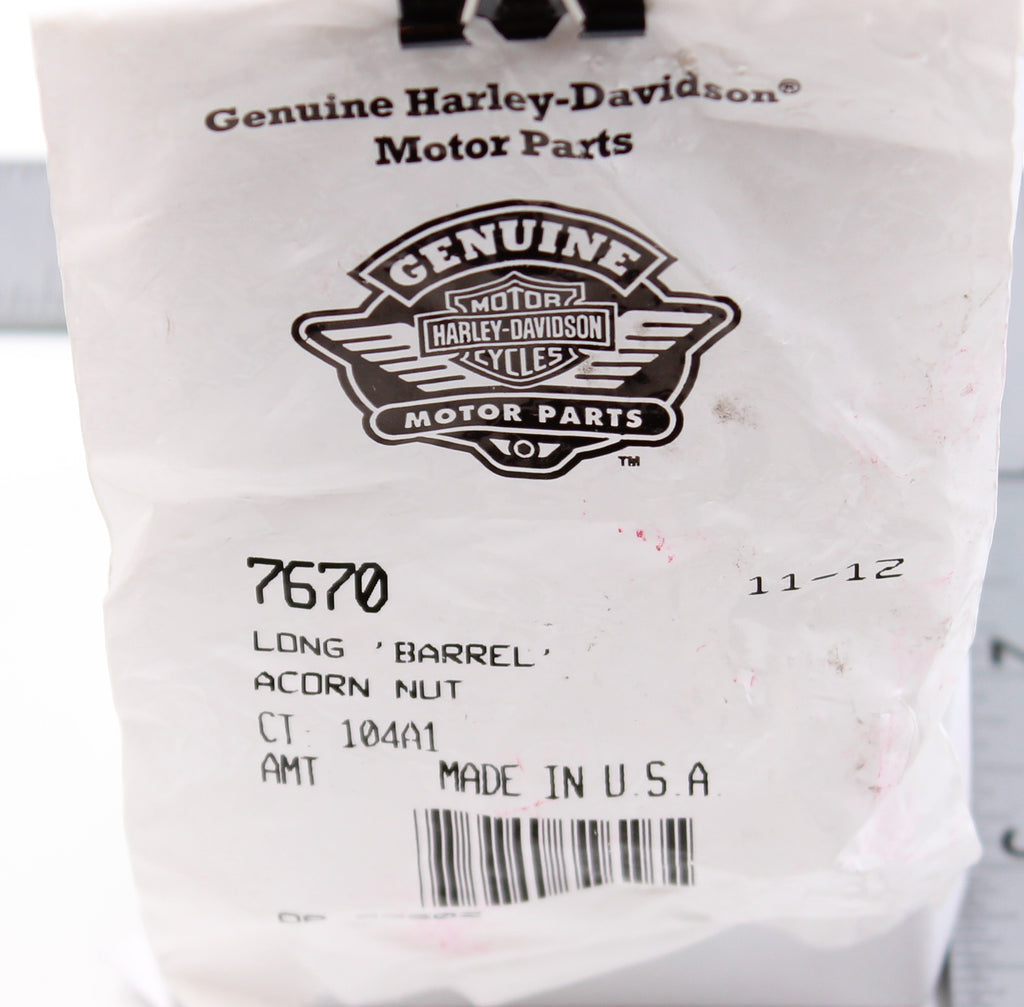 Genuine Harley-Davidson®
Motor Parts
GENUINE
MOTOR
HARLEY-DAVIDSON
CYCLES
MOTOR PARTS
™
7670
11-12
LONG 'BARREL'
ACORN NUT
CT 104A1
AMT MADE IN U.S.A.
7